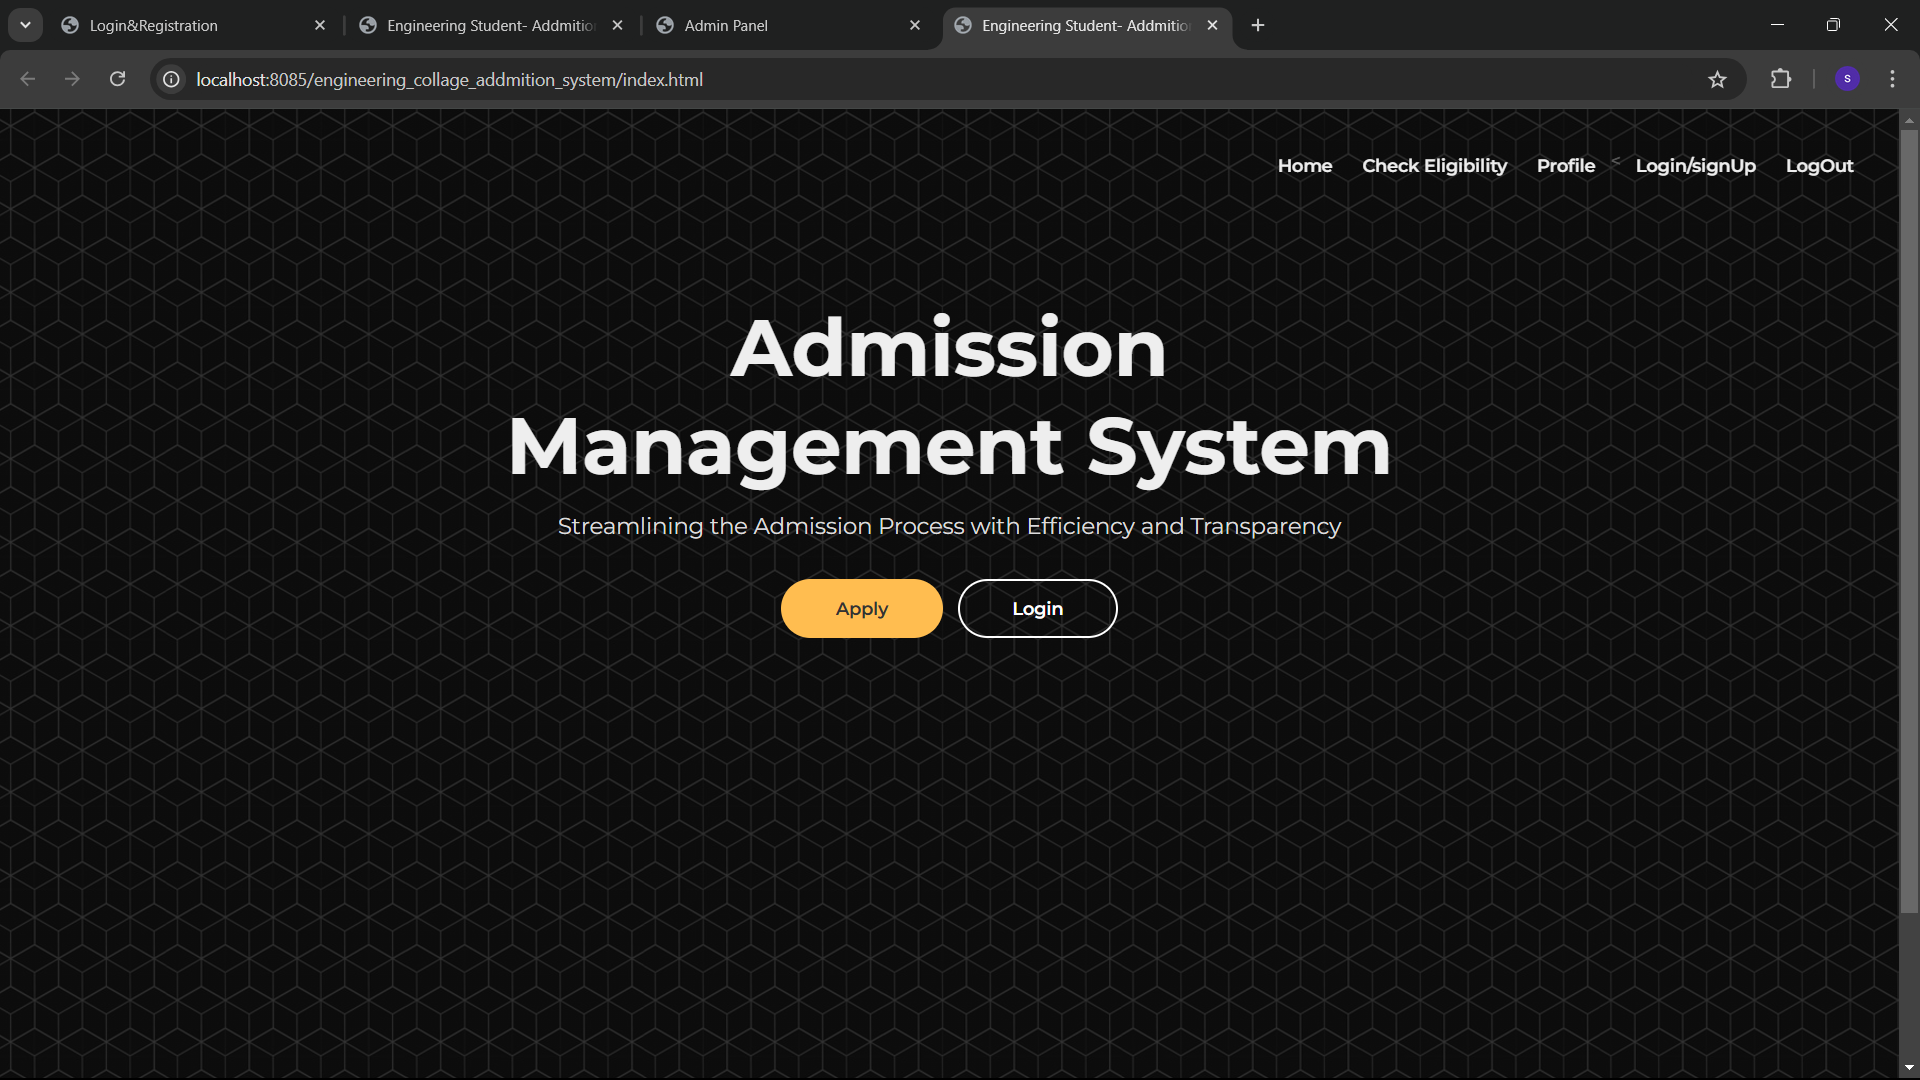 Login&Registration
Engineering Student- Addmitio
Admin Panel
Engineering Student- Addmitio
localhost:8085/engineering_collage_addmition_system/index.html
S
Home Check Eligibility Profile < Login/signUp LogOut
Admission
Management System
Streamlining the Admission Process with Efficiency and Transparency
Apply Login